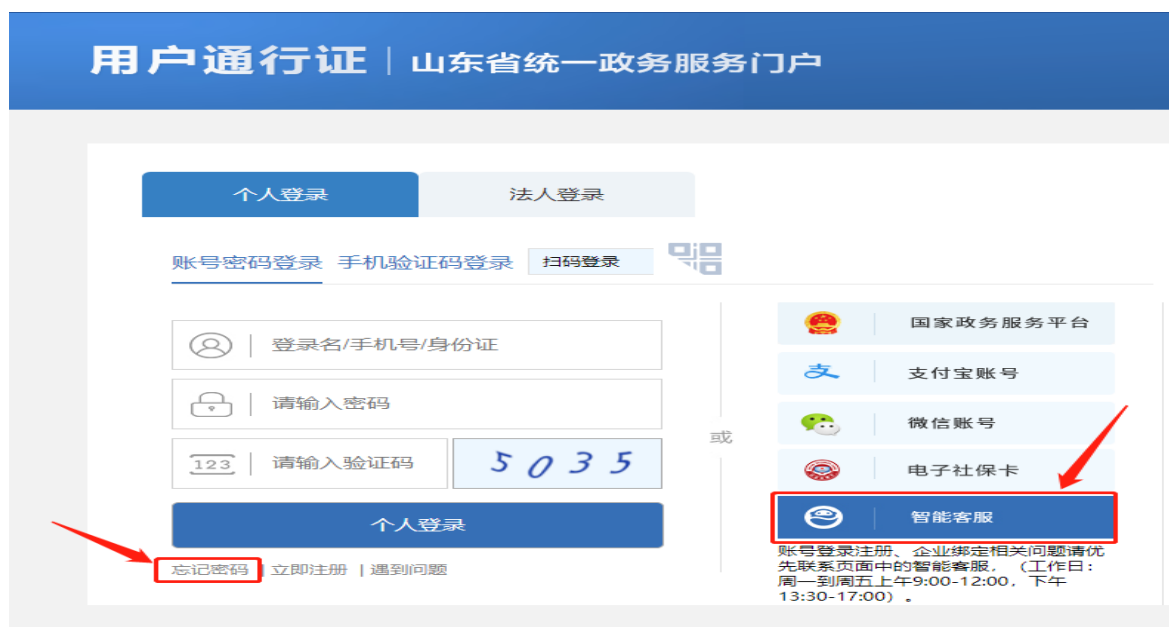 用户通行证 | 山东省统一政务服务门户
个人登录 法人登录
账号密码登录 手机验证码登录 扫码登录
登录名/手机号/身份证
请输入密码
123 请输入验证码 5035
个人登录
忘记密码 | 立即注册 | 遇到问题
或
国家政务服务平台
支付宝账号
微信账号
电子社保卡
智能客服
账号登录注册、企业绑定相关问题请优
先联系页面中的智能客服，（工作日：
周一到周五上午9:00-12:00，下午
13:30-17:00）。